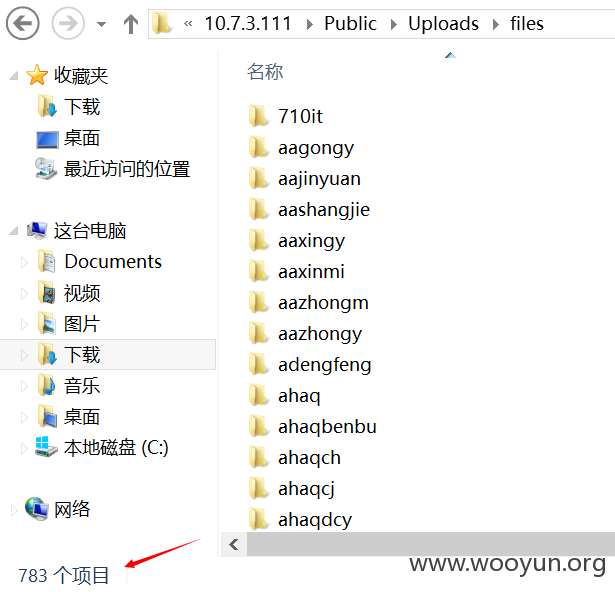 « 10.7.3.111 Public Uploads files
收藏夹
下载
桌面
最近访问的位置
这台电脑
Documents
视频
图片
下载
音乐
桌面
本地磁盘 (C:)
网络
名称
710it
aagongy
aajinyuan
aashangjie
aaxingy
aaxinmi
aazhongm
aazhongy
adengfeng
ahaq
ahaqbenbu
ahaqch
ahaqcj
ahaqdcy
783 个项目
www.wooyun.org